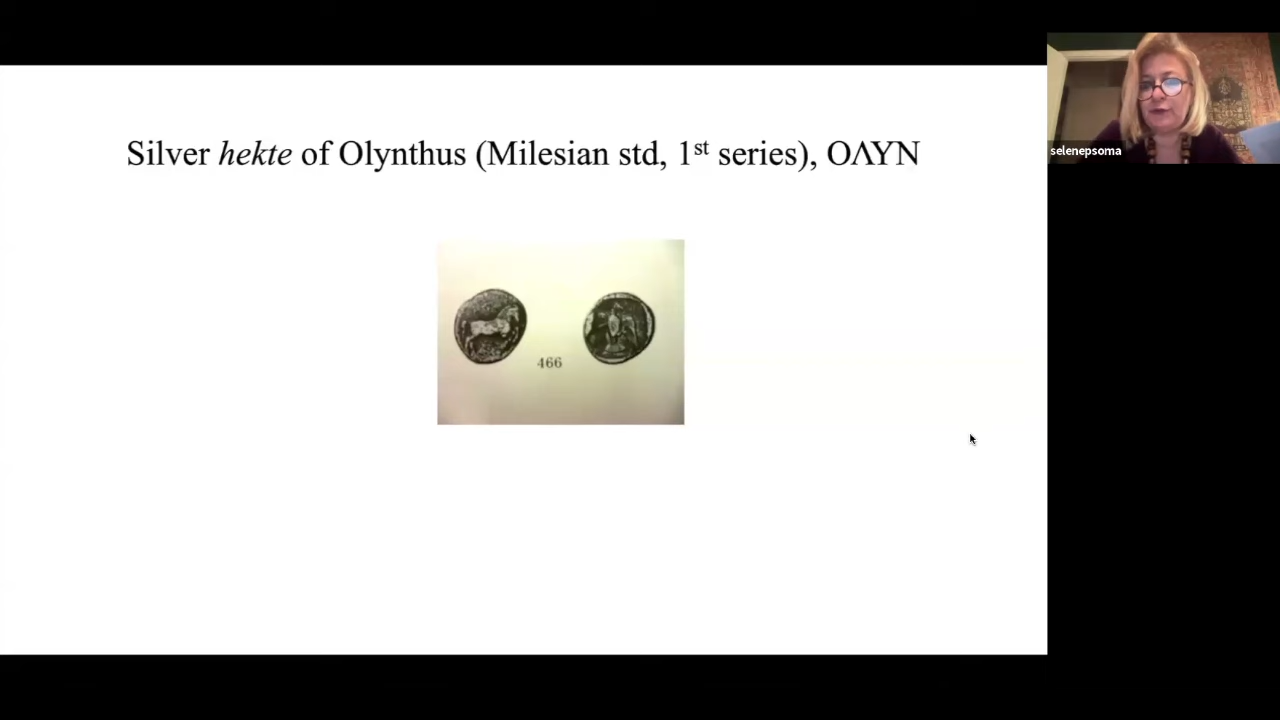 Silver hekte of Olynthus (Milesian std, 1st series), ΟΛΥΝ
466
selenepsoma